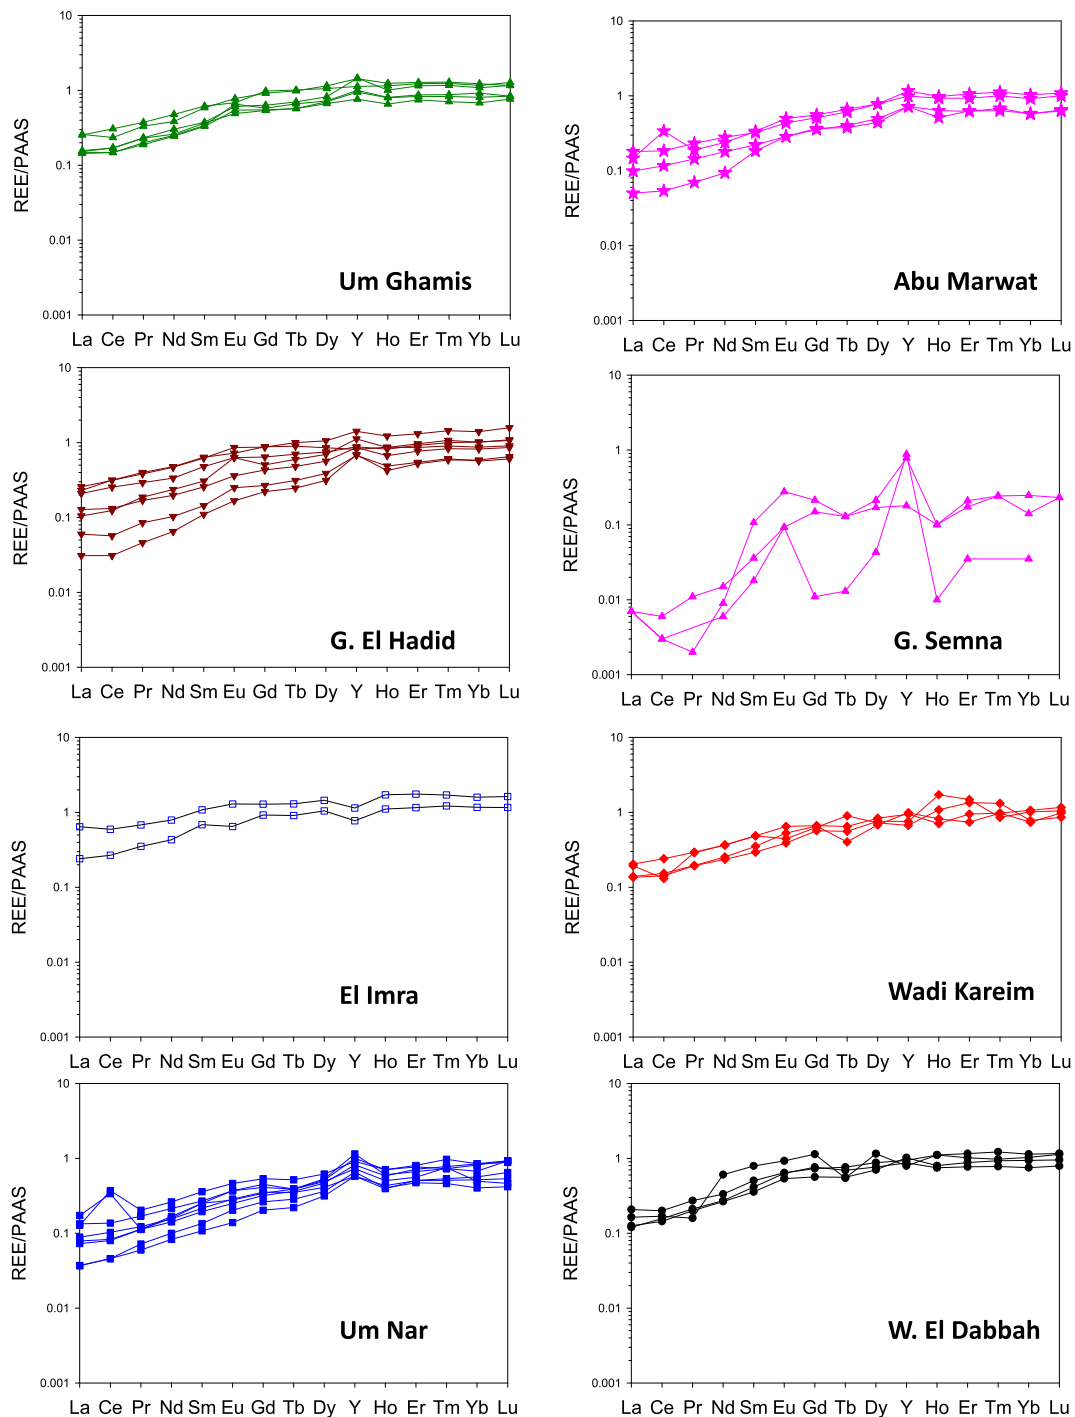 10
1
0.1
0.01
0.001
REE/PAAS
Um Ghamis
La Ce Pr Nd Sm Eu Gd Tb Dy Y Ho Er Tm Yb Lu
10
1
0.1
0.01
0.001
REE/PAAS
Abu Marwat
La Ce Pr Nd Sm Eu Gd Tb Dy Y Ho Er Tm Yb Lu
10
1
0.1
0.01
0.001
REE/PAAS
G. El Hadid
La Ce Pr Nd Sm Eu Gd Tb Dy Y Ho Er Tm Yb Lu
10
1
0.1
0.01
0.001
REE/PAAS
G. Semna
La Ce Pr Nd Sm Eu Gd Tb Dy Y Ho Er Tm Yb Lu
10
1
0.1
0.01
0.001
REE/PAAS
El Imra
La Ce Pr Nd Sm Eu Gd Tb Dy Y Ho Er Tm Yb Lu
10
1
0.1
0.01
0.001
REE/PAAS
Wadi Kareim
La Ce Pr Nd Sm Eu Gd Tb Dy Y Ho Er Tm Yb Lu
10
1
0.1
0.01
0.001
REE/PAAS
Um Nar
La Ce Pr Nd Sm Eu Gd Tb Dy Y Ho Er Tm Yb Lu
10
1
0.1
0.01
0.001
REE/PAAS
W. El Dabbah
La Ce Pr Nd Sm Eu Gd Tb Dy Y Ho Er Tm Yb Lu